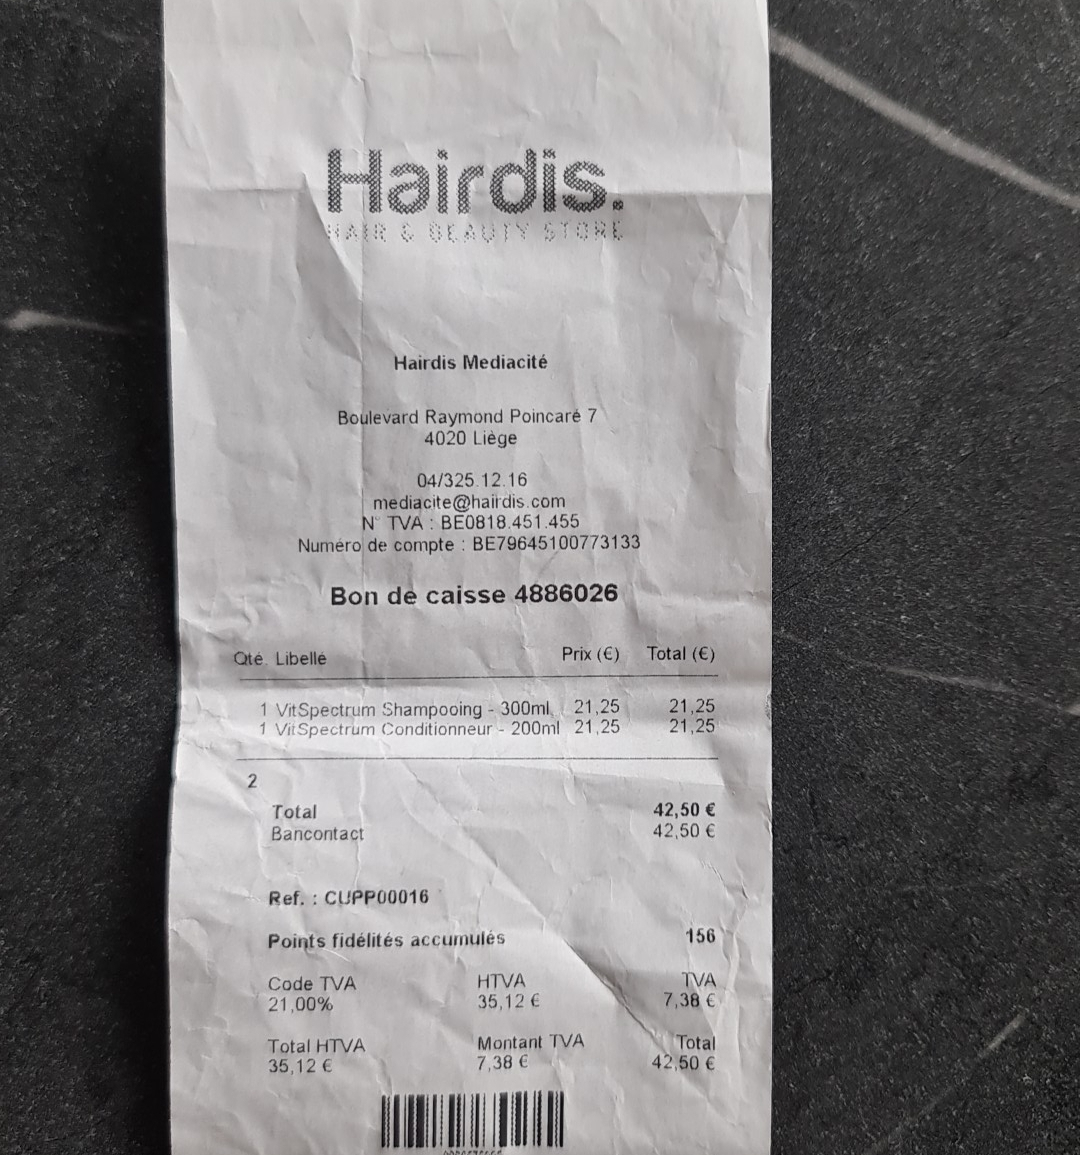 Hairdis.
HAIR & BEAUTY STORE
Hairdis Mediacité
Boulevard Raymond Poincaré 7
4020 Liège
04/325.12.16
mediacite@hairdis.com
N° TVA : BE0818.451.455
Numéro de compte : BE79645100773133
Bon de caisse 4886026
Qté. Libellé Prix (€) Total (€)
1 VitSpectrum Shampooing - 300ml 21,25 21,25
1 VitSpectrum Conditionneur - 200ml 21,25 21,25
2
Total 42,50 €
Bancontact 42,50 €
Ref. : CUPP00016
Points fidélités accumulés 156
Code TVA HTVA TVA
21,00% 35,12 € 7,38 €
Total HTVA Montant TVA Total
35,12 € 7,38 € 42,50 €